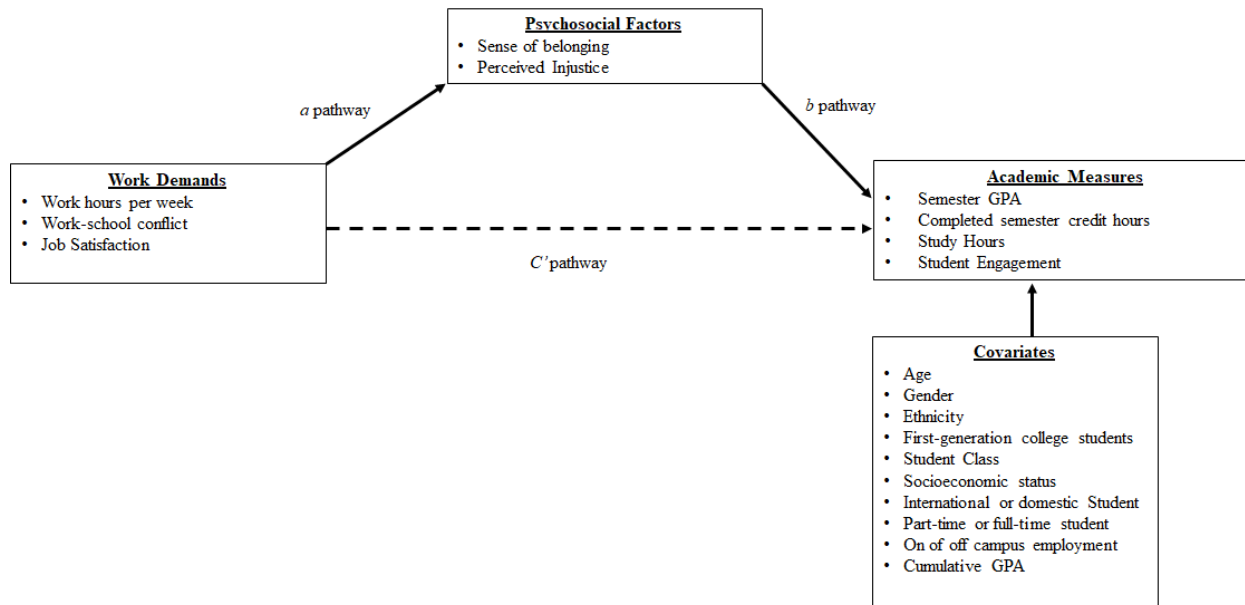 Psychosocial Factors
• Sense of belonging
• Perceived Injustice
a pathway
b pathway
Work Demands
• Work hours per week
• Work-school conflict
• Job Satisfaction
C' pathway
Academic Measures
• Semester GPA
• Completed semester credit hours
• Study Hours
• Student Engagement
Covariates
• Age
• Gender
• Ethnicity
• First-generation college students
• Student Class
• Socioeconomic status
• International or domestic Student
• Part-time or full-time student
• On of off campus employment
• Cumulative GPA